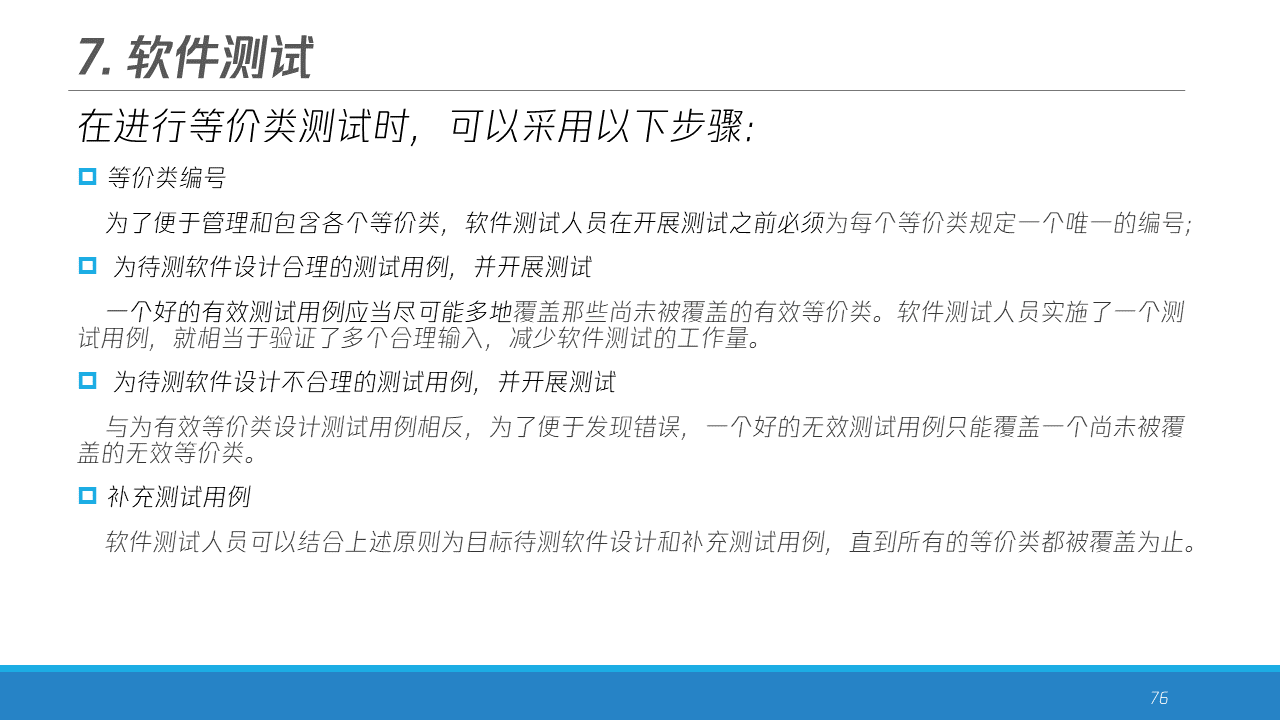 7. 软件测试
在进行等价类测试时，可以采用以下步骤：
等价类编号
为了便于管理和包含各个等价类，软件测试人员在开展测试之前必须为每个等价类规定一个唯一的编号；
为待测软件设计合理的测试用例，并开展测试
一个好的有效测试用例应当尽可能多地覆盖那些尚未被覆盖的有效等价类。软件测试人员实施了一个测
试用例，就相当于验证了多个合理输入，减少软件测试的工作量。
为待测软件设计不合理的测试用例，并开展测试
与为有效等价类设计测试用例相反，为了便于发现错误，一个好的无效测试用例只能覆盖一个尚未被覆
盖的无效等价类。
补充测试用例
软件测试人员可以结合上述原则为目标待测软件设计和补充测试用例，直到所有的等价类都被覆盖为止。
76